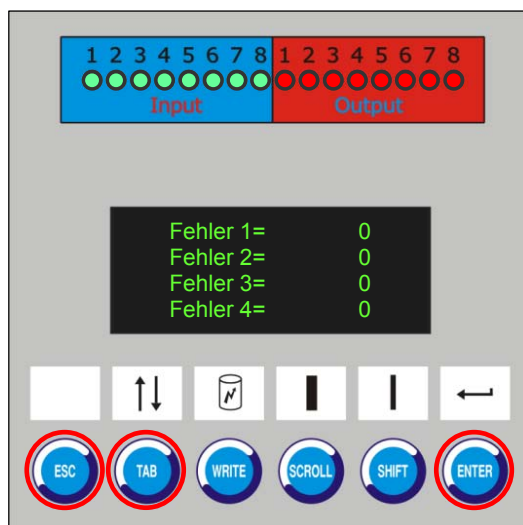 1 2 3 4 5 6 7 8 1 2 3 4 5 6 7 8
Input Output
Fehler 1= 0
Fehler 2= 0
Fehler 3= 0
Fehler 4= 0
ESC TAB WRITE SCROLL SHIFT ENTER